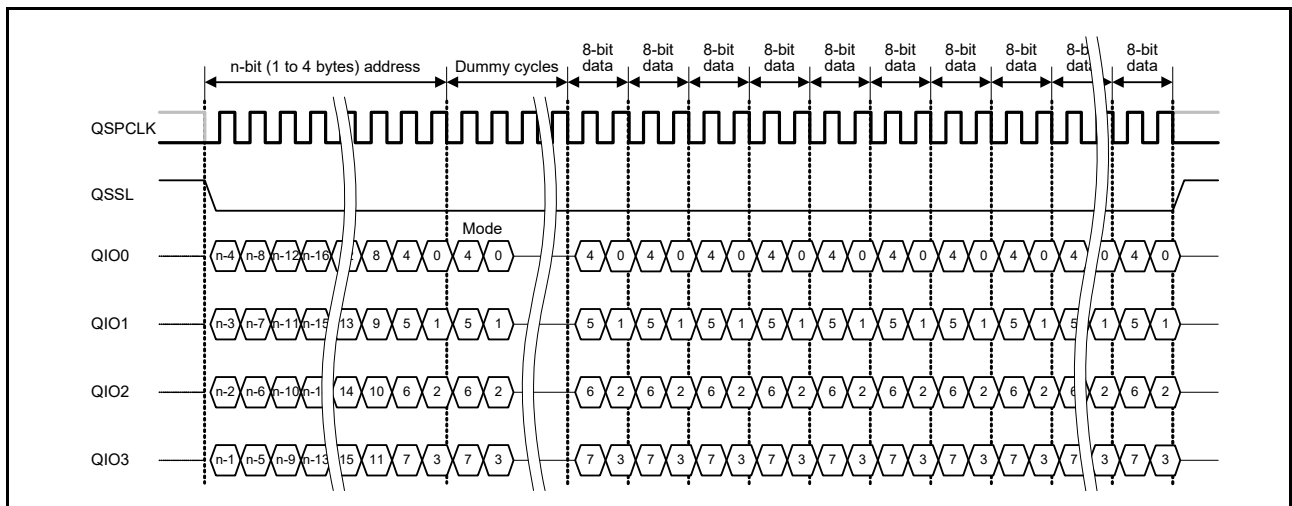 8-bit 8-bit 8-bit 8-bit 8-bit 8-bit 8-bit 8-bit 8-bit
n-bit (1 to 4 bytes) address Dummy cycles data data data data data data data data data
QSPCLK
QSSL
Mode
QIO0 n-4 n-8 n-12 n-16 8 4 0 4 0 4 0 4 0 4 0 4 0 4 0 4 0 4 0 4 0 4 0 4 0
QIO1 n-3 n-7 n-11 n-15 13 9 5 1 5 1 5 1 5 1 5 1 5 1 5 1 5 1 5 1 5 1 5 1 5 1
QIO2 n-2 n-6 n-10 14 10 6 2 6 2 6 2 6 2 6 2 6 2 6 2 6 2 6 2 6 2 6 2 6 2
QIO3 n-1 n-5 n-9 n-13 15 11 7 3 7 3 7 3 7 3 7 3 7 3 7 3 7 3 7 3 7 3 7 3 7 3